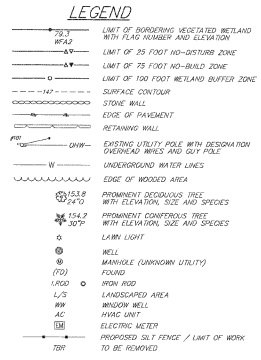 LEGEND
79.3
WFA2
LIMIT OF BORDERING VEGETATED WETLAND
WITH FLAG NUMBER AND ELEVATION
LIMIT OF 25 FOOT NO-DISTURB ZONE
LIMIT OF 75 FOOT NO-BUILD ZONE
LIMIT OF 100 FOOT WETLAND BUFFER ZONE
147 SURFACE CONTOUR
STONE WALL
EDGE OF PAVEMENT
RETAINING WALL
OHW EXISTING UTILITY POLE WITH DESIGNATION
OVERHEAD WIRES AND GUY POLE
W UNDERGROUND WATER LINES
EDGE OF WOODED AREA
153.8 PROMINENT DECIDUOUS TREE
24"O WITH ELEVATION, SIZE AND SPECIES
154.2 PROMINENT CONIFEROUS TREE
30"P WITH ELEVATION, SIZE AND SPECIES
LAWN LIGHT
W WELL
MANHOLE (UNKNOWN UTILITY)
(FD) FOUND
I.ROD IRON ROD
L/S LANDSCAPED AREA
WW WINDOW WELL
AC HVAC UNIT
EM ELECTRIC METER
PROPOSED SILT FENCE / LIMIT OF WORK
TBR TO BE REMOVED